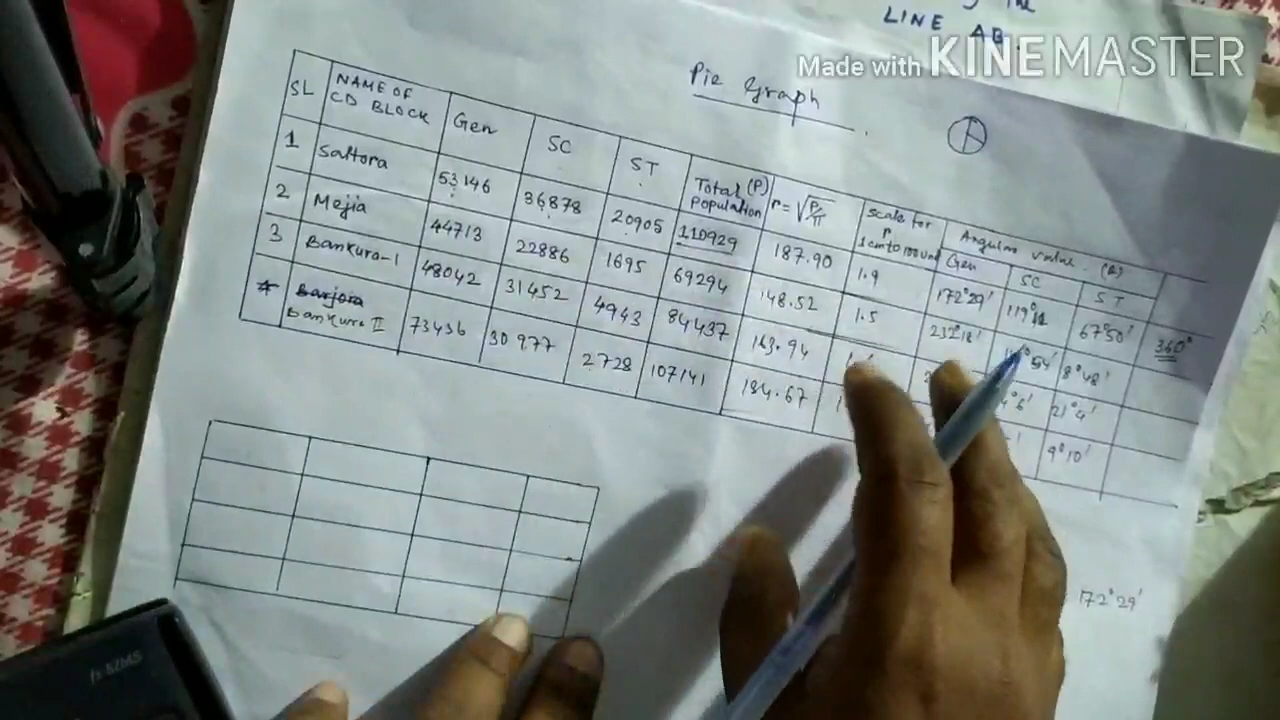 LINE AB.
Made with KINEMASTER
Pie Graph
SL NAME OF CD BLOCK Gen SC ST Total (P) population r = √P/π scale for r 1cm to 100 unit Angular value (A)
Gen SC ST
1 Saltora 53146 36878 20905 110929 187.90 1.9 172°29' 67°50' 360°
2 Mejia 44713 22886 1695 69294 148.52 1.5 232°18' 8°48'
3 Bankura-I 48042 31452 4943 84437 163.94 21°4'
4 Barjora
Bankura II 73436 30977 2728 107141 184.67 9°10'
172°29'
fx-82MS